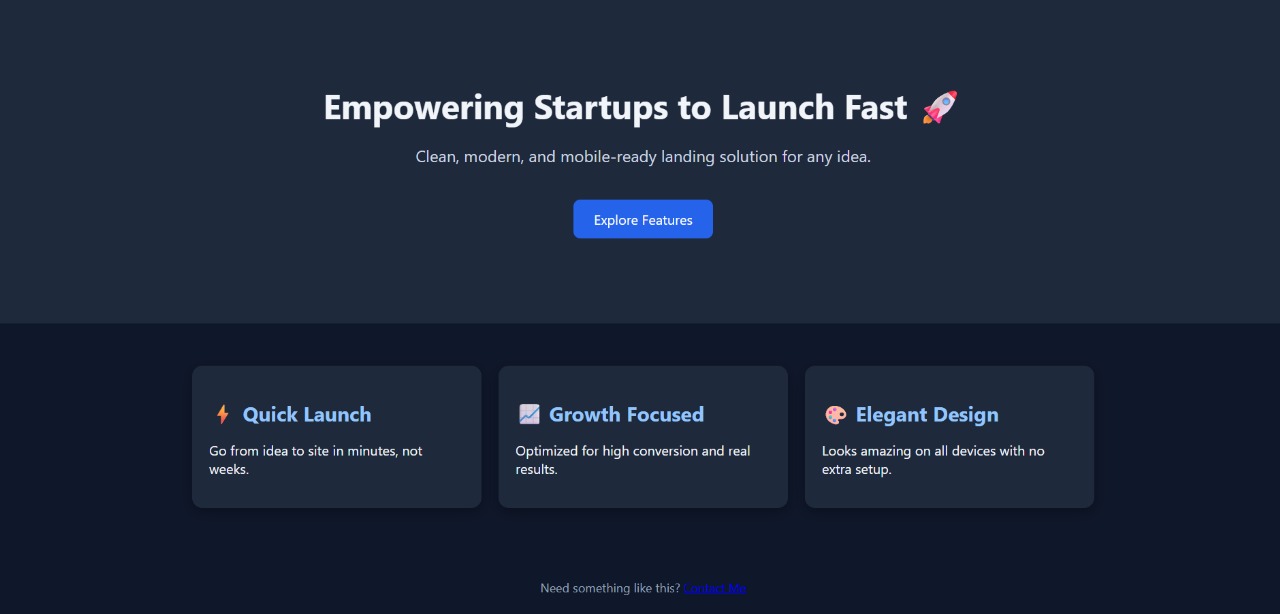 Empowering Startups to Launch Fast 🚀
Clean, modern, and mobile-ready landing solution for any idea.
Explore Features
⚡ Quick Launch
Go from idea to site in minutes, not
weeks.
📈 Growth Focused
Optimized for high conversion and real
results.
🎨 Elegant Design
Looks amazing on all devices with no
extra setup.
Need something like this? Contact Me